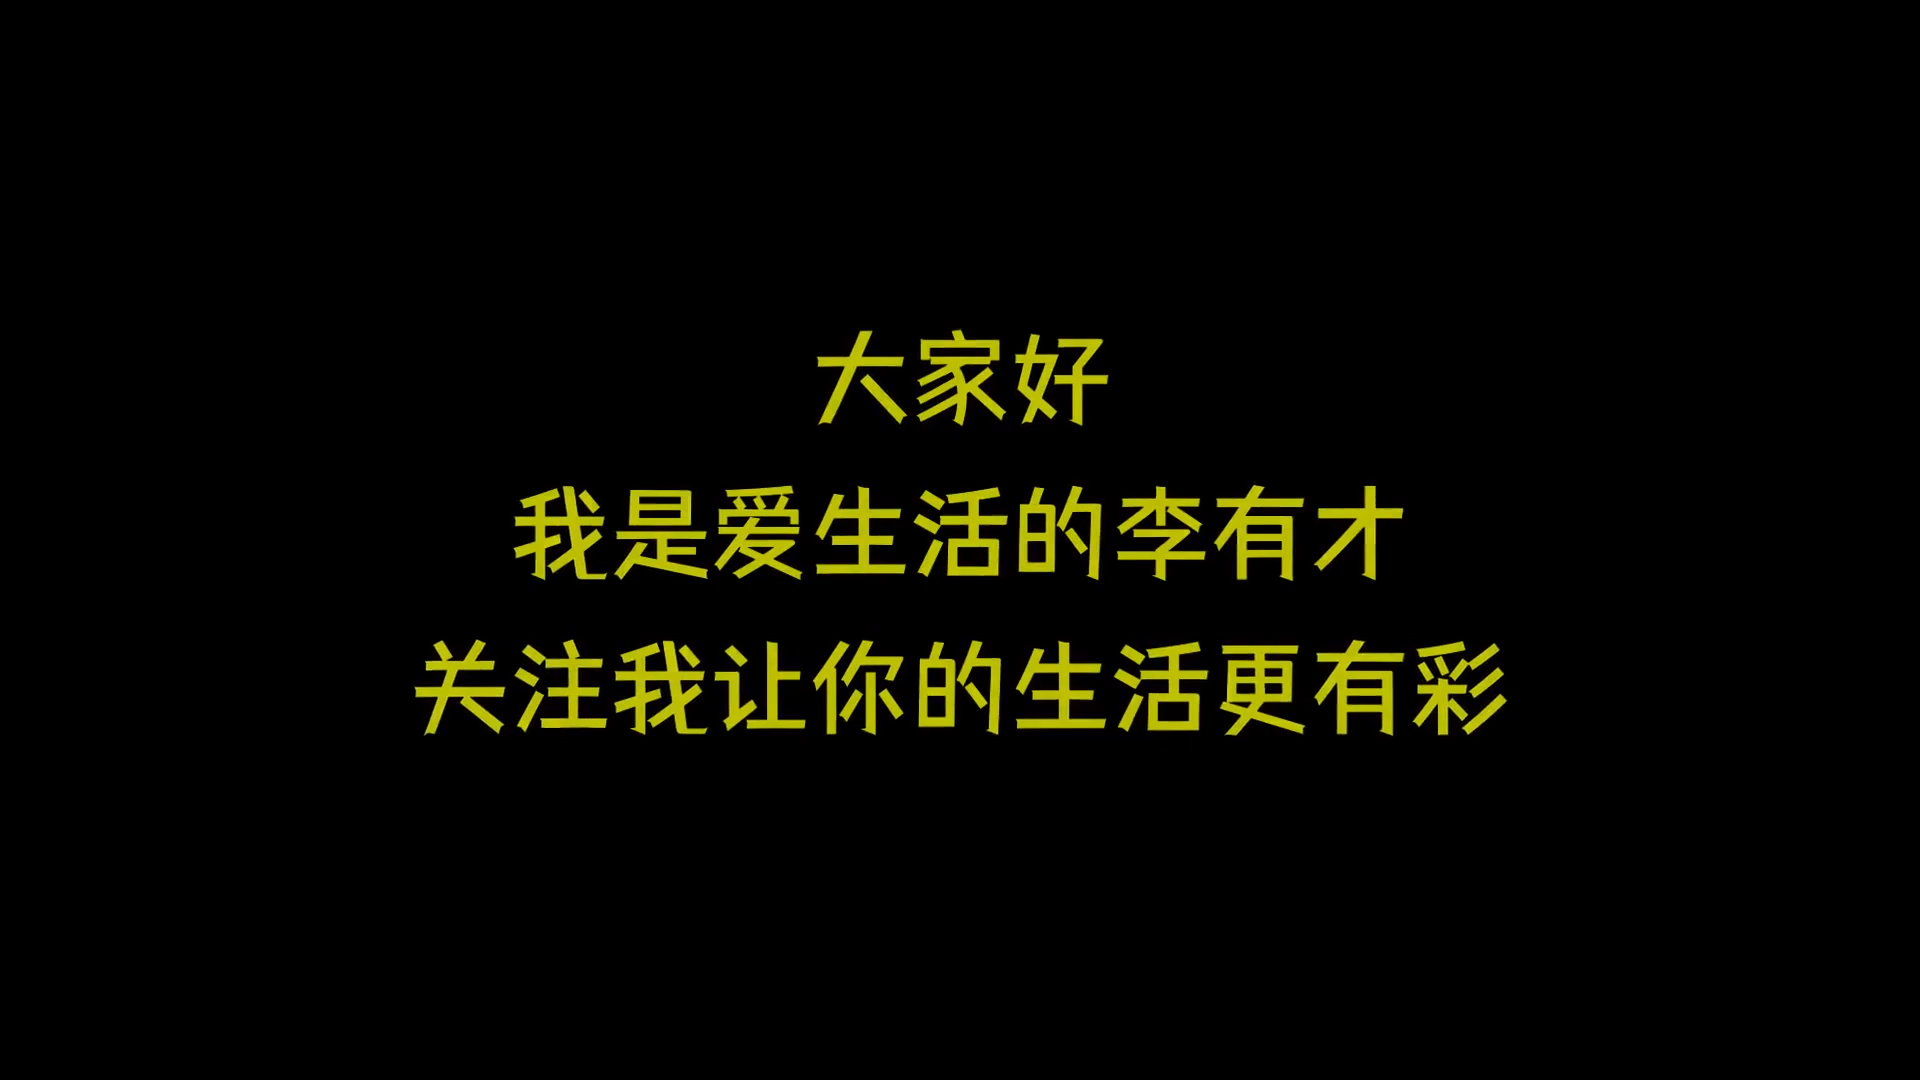 大家好
我是爱生活的李有才
关注我让你的生活更有彩